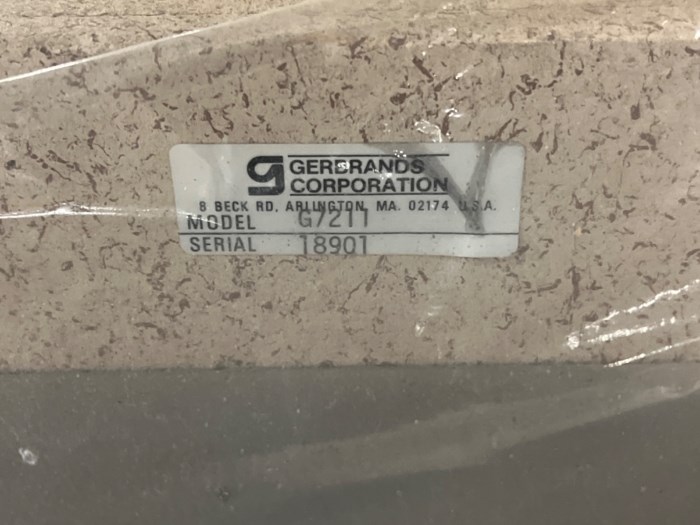 GERBRANDS
CORPORATION
8 BECK RD, ARLINGTON, MA. 02174 U.S.A.
MODEL G7211
SERIAL 18901